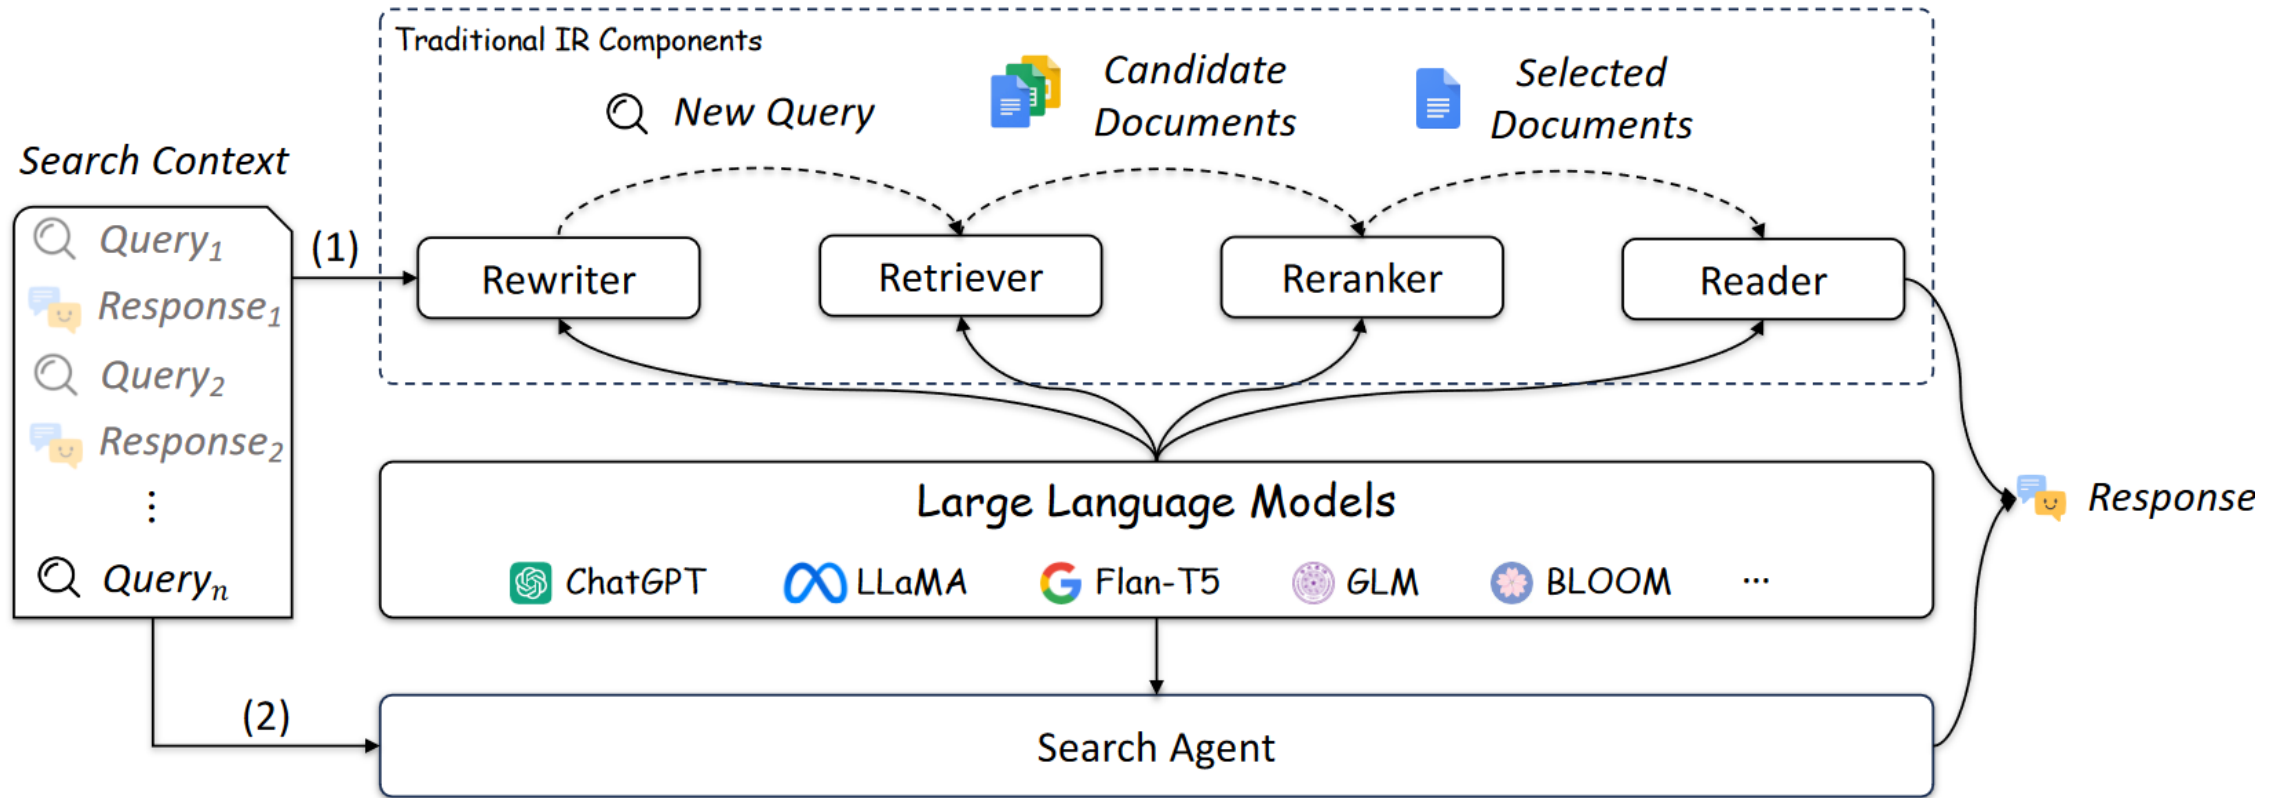 Traditional IR Components
New Query
Candidate
Documents
Selected
Documents
Search Context
Query1
Response1
Query2
Response2
⋮
Queryn
(1)
Rewriter
Retriever
Reranker
Reader
Large Language Models
ChatGPT
LLaMA
Flan-T5
GLM
BLOOM
...
Response
(2)
Search Agent